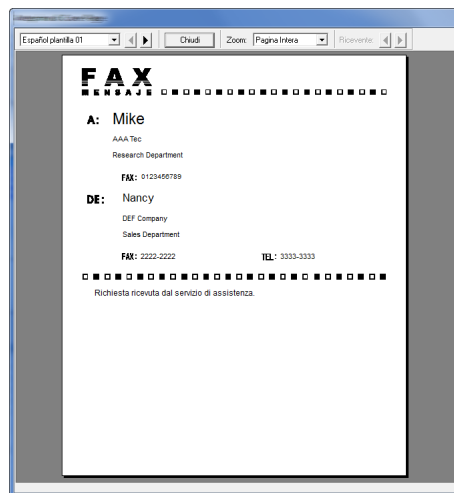 Español plantilla 01 Chiudi Zoom: Pagina Intera Ricevente:
FAX
MENSAJE
A: Mike
AAA Tec
Research Department
FAX: 0123456789
DE: Nancy
DEF Company
Sales Department
FAX: 2222-2222 TEL: 3333-3333
Richiesta ricevuta dal servizio di assistenza.